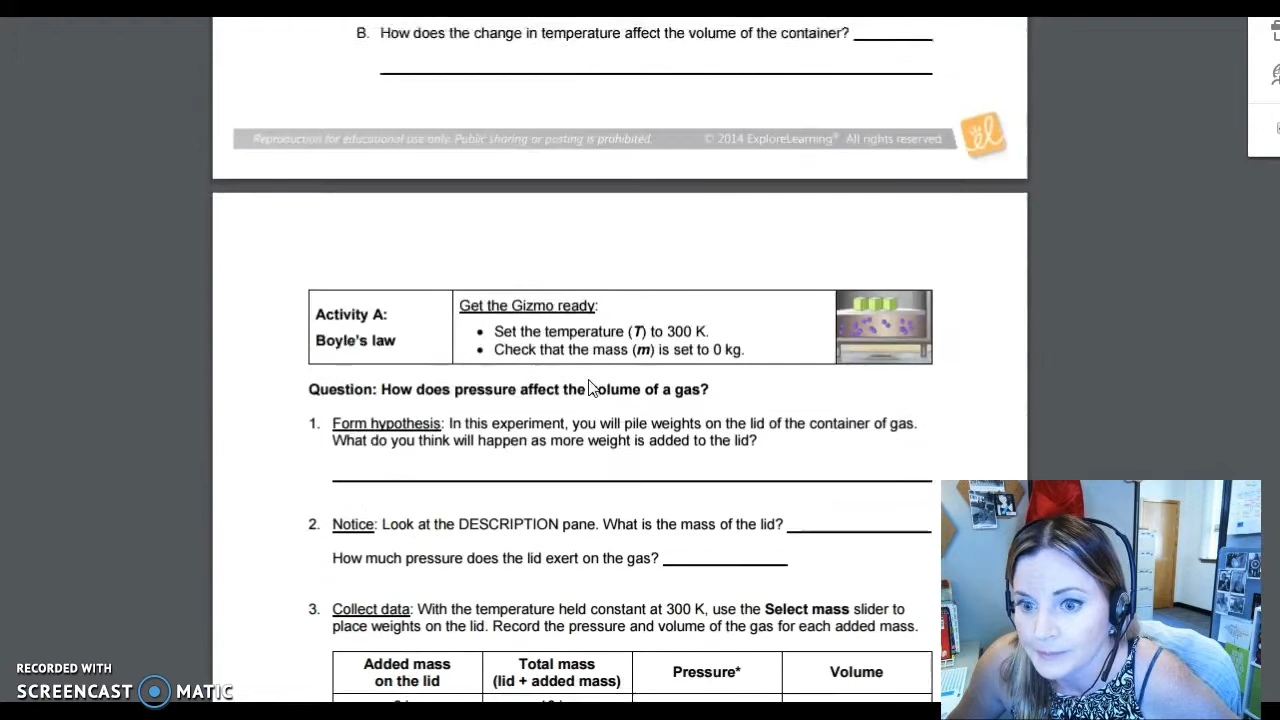 B. How does the change in temperature affect the volume of the container?
Reproduction for educational use only. Public sharing or posting is prohibited. © 2014 ExploreLearning® All rights reserved
Activity A:
Boyle's law
Get the Gizmo ready:
• Set the temperature (T) to 300 K.
• Check that the mass (m) is set to 0 kg.
Question: How does pressure affect the volume of a gas?
1. Form hypothesis: In this experiment, you will pile weights on the lid of the container of gas.
What do you think will happen as more weight is added to the lid?
2. Notice: Look at the DESCRIPTION pane. What is the mass of the lid?
How much pressure does the lid exert on the gas?
3. Collect data: With the temperature held constant at 300 K, use the Select mass slider to
place weights on the lid. Record the pressure and volume of the gas for each added mass.
Added mass
on the lid
Total mass
(lid + added mass)
Pressure*
Volume
RECORDED WITH
SCREENCAST MATIC